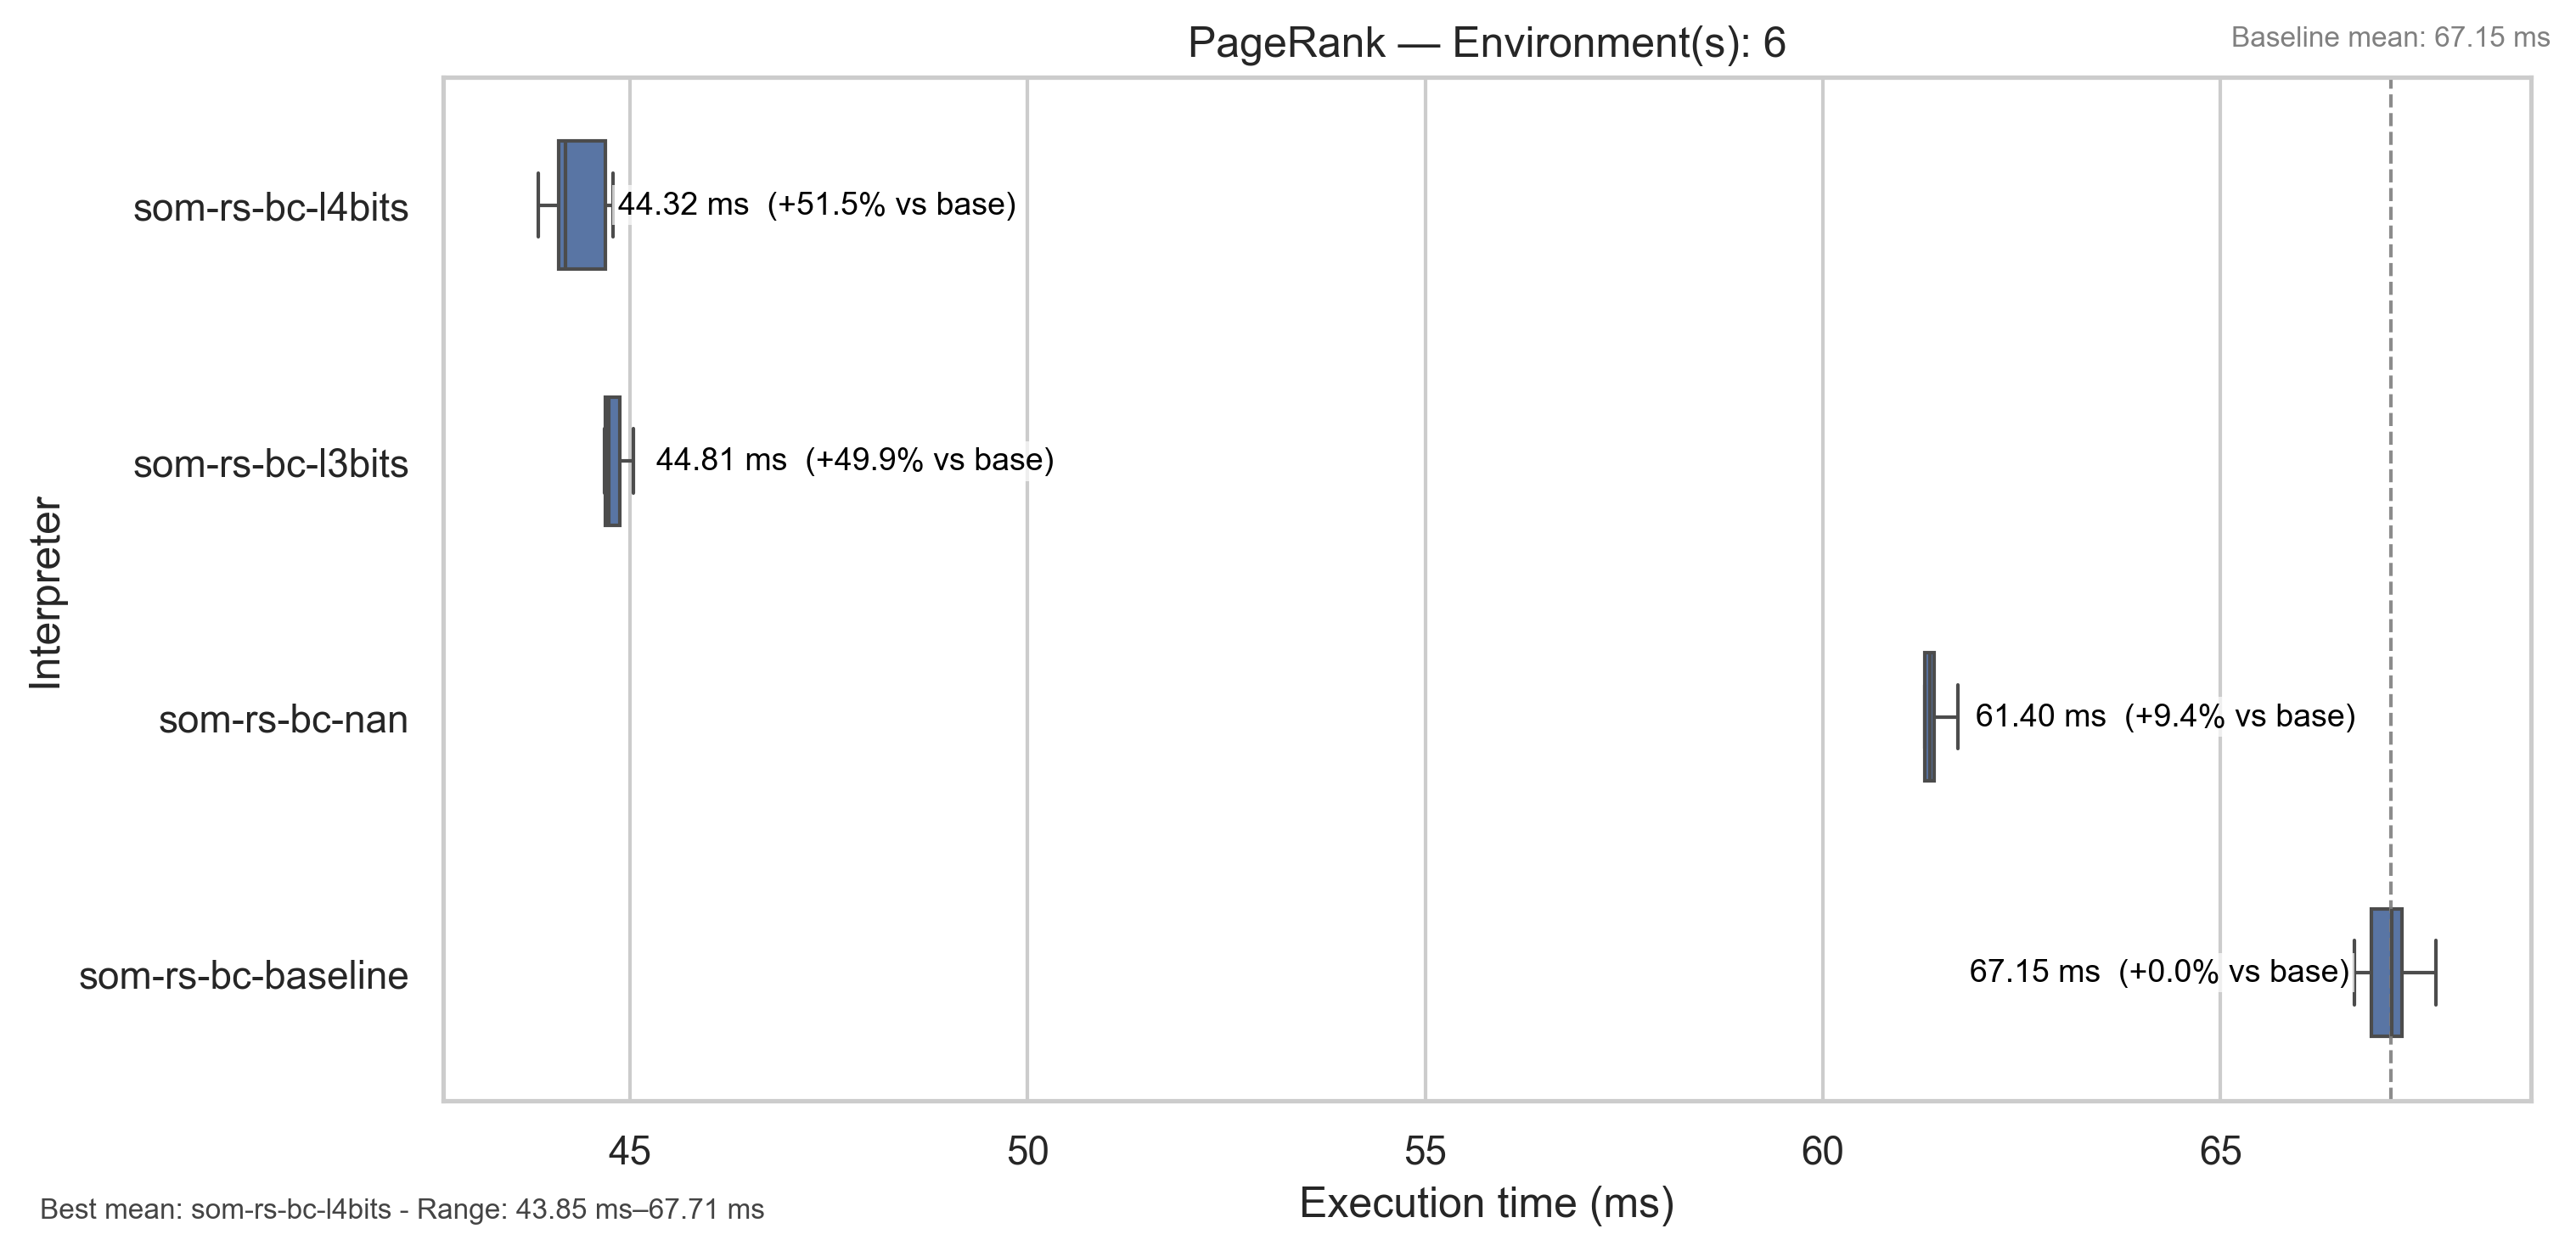 PageRank — Environment(s): 6
Baseline mean: 67.15 ms
som-rs-bc-l4bits
44.32 ms (+51.5% vs base)
som-rs-bc-l3bits
44.81 ms (+49.9% vs base)
Interpreter
som-rs-bc-nan
61.40 ms (+9.4% vs base)
som-rs-bc-baseline
67.15 ms (+0.0% vs base)
45 50 55 60 65
Execution time (ms)
Best mean: som-rs-bc-l4bits - Range: 43.85 ms–67.71 ms